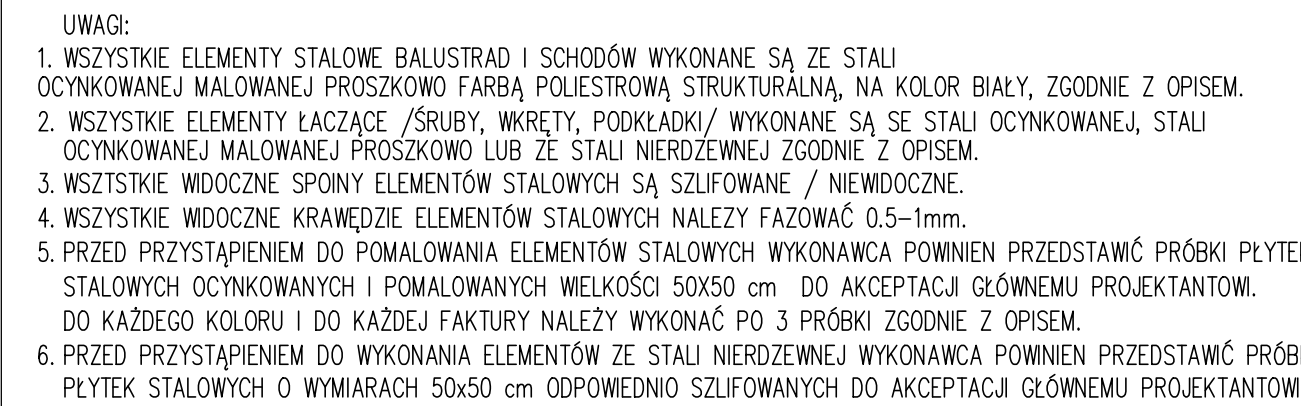 UWAGI:
1. WSZYSTKIE ELEMENTY STALOWE BALUSTRAD I SCHODÓW WYKONANE SĄ ZE STALI
OCYNKOWANEJ MALOWANEJ PROSZKOWO FARBĄ POLIESTROWĄ STRUKTURALNĄ, NA KOLOR BIAŁY, ZGODNIE Z OPISEM.
2. WSZYSTKIE ELEMENTY ŁACZĄCE /ŚRUBY, WKRĘTY, PODKŁADKI/ WYKONANE SĄ SE STALI OCYNKOWANEJ, STALI
OCYNKOWANEJ MALOWANEJ PROSZKOWO LUB ZE STALI NIERDZEWNEJ ZGODNIE Z OPISEM.
3. WSZTSTKIE WIDOCZNE SPOINY ELEMENTÓW STALOWYCH SĄ SZLIFOWANE / NIEWIDOCZNE.
4. WSZYSTKIE WIDOCZNE KRAWĘDZIE ELEMENTÓW STALOWYCH NALEZY FAZOWAĆ 0.5-1mm.
5. PRZED PRZYSTĄPIENIEM DO POMALOWANIA ELEMENTÓW STALOWYCH WYKONAWCA POWINIEN PRZEDSTAWIĆ PRÓBKI PŁYTEK
STALOWYCH OCYNKOWANYCH I POMALOWANYCH WIELKOŚCI 50X50 cm DO AKCEPTACJI GŁÓWNEMU PROJEKTANTOWI.
DO KAŻDEGO KOLORU I DO KAŻDEJ FAKTURY NALEŻY WYKONAĆ PO 3 PRÓBKI ZGODNIE Z OPISEM.
6. PRZED PRZYSTĄPIENIEM DO WYKONANIA ELEMENTÓW ZE STALI NIERDZEWNEJ WYKONAWCA POWINIEN PRZEDSTAWIĆ PRÓBKI
PŁYTEK STALOWYCH O WYMIARACH 50x50 cm ODPOWIEDNIO SZLIFOWANYCH DO AKCEPTACJI GŁÓWNEMU PROJEKTANTOWI